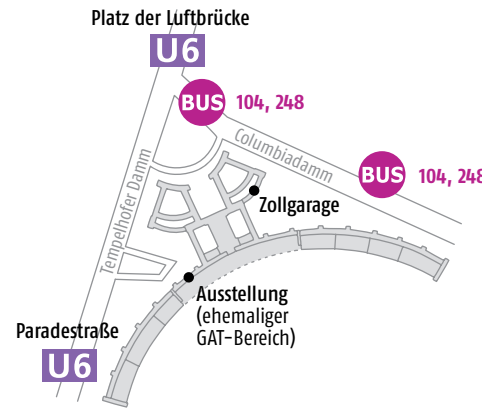 Platz der Luftbrücke
U6
BUS 104, 248
Columbiadamm
BUS 104, 248
Tempelhofer Damm
Zollgarage
Ausstellung
(ehemaliger
GAT-Bereich)
Paradestraße
U6